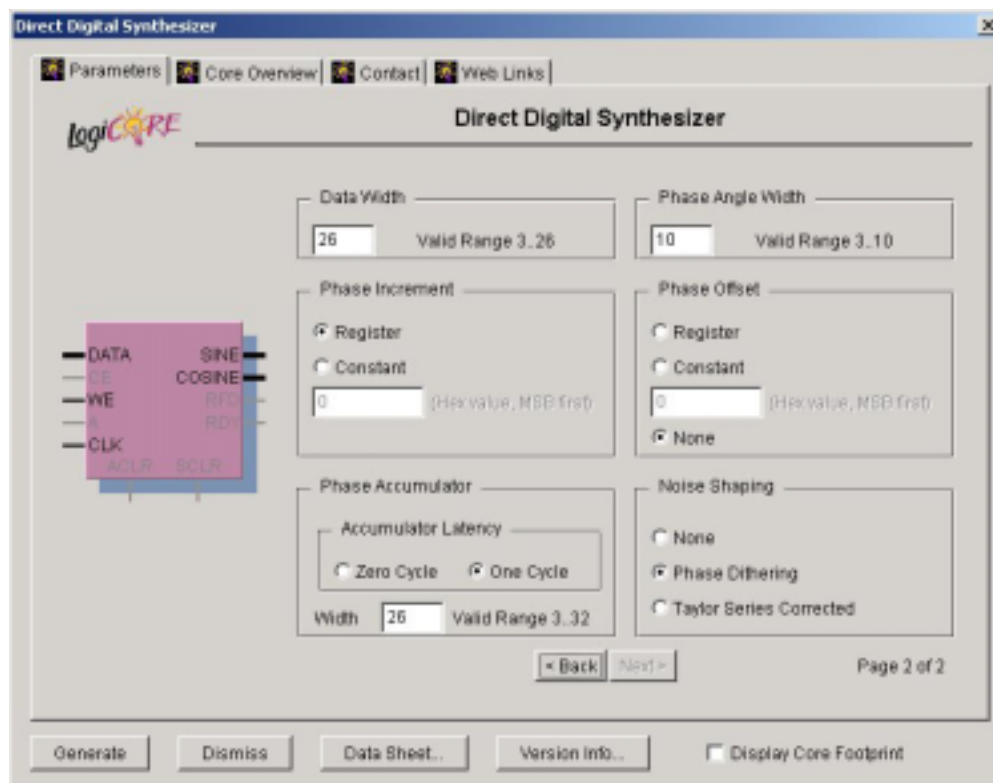 Direct Digital Synthesizer
Parameters Core Overview Contact Web Links
LogiCORE
Direct Digital Synthesizer
Data Width
26 Valid Range 3..26
Phase Angle Width
10 Valid Range 3..10
Phase Increment
Register
Constant
0 (Hex value, MSB first)
Phase Offset
Register
Constant
0 (Hex value, MSB first)
None
DATA SINE
CE COSINE
WE RFD
A RDY
CLK
ACLR SCLR
Phase Accumulator
Accumulator Latency
Zero Cycle One Cycle
Width 26 Valid Range 3..32
Noise Shaping
None
Phase Dithering
Taylor Series Corrected
< Back Next > Page 2 of 2
Generate Dismiss Data Sheet... Version Info... Display Core Footprint